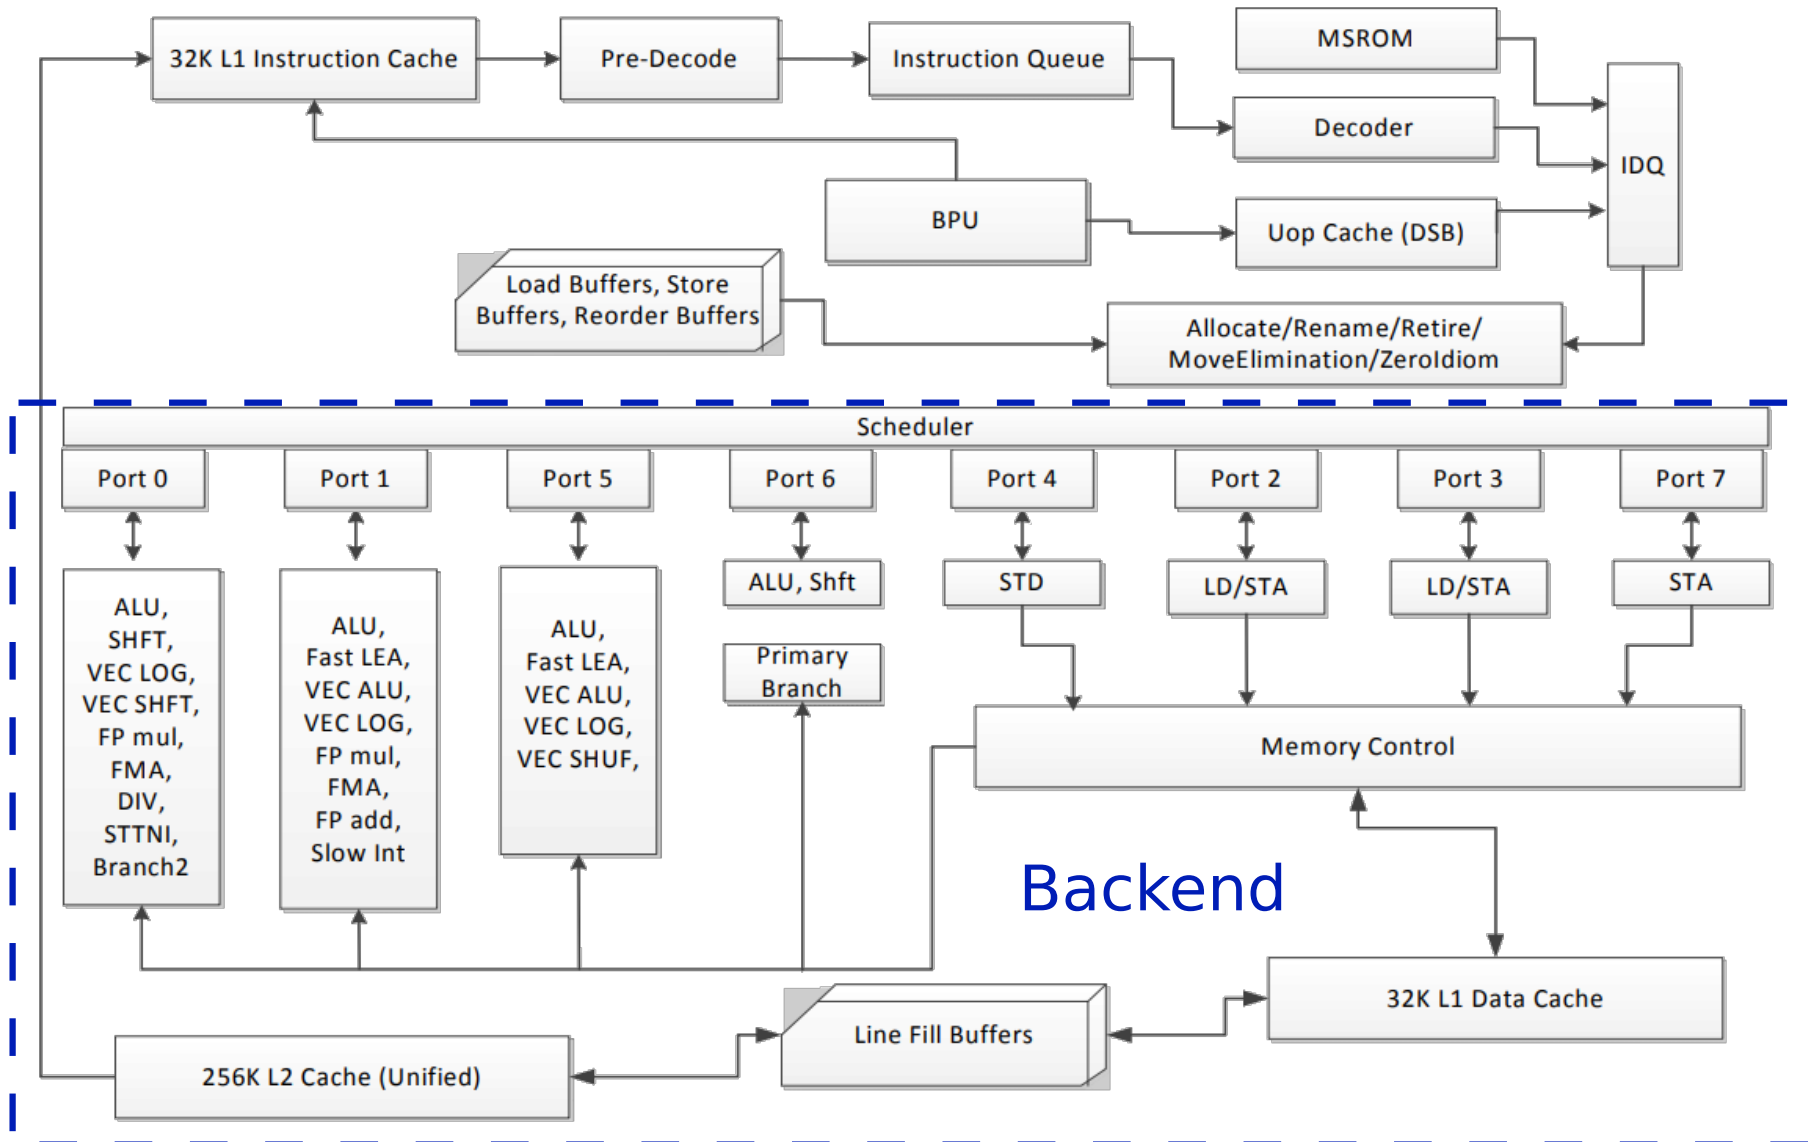 32K L1 Instruction Cache
Pre-Decode
Instruction Queue
MSROM
Decoder
IDQ
BPU
Uop Cache (DSB)
Load Buffers, Store
Buffers, Reorder Buffers
Allocate/Rename/Retire/
MoveElimination/ZeroIdiom
Scheduler
Port 0
Port 1
Port 5
Port 6
Port 4
Port 2
Port 3
Port 7
ALU,
SHFT,
VEC LOG,
VEC SHFT,
FP mul,
FMA,
DIV,
STTNI,
Branch2
ALU,
Fast LEA,
VEC ALU,
VEC LOG,
FP mul,
FMA,
FP add,
Slow Int
ALU,
Fast LEA,
VEC ALU,
VEC LOG,
VEC SHUF,
ALU, Shft
Primary
Branch
STD
LD/STA
LD/STA
STA
Memory Control
Backend
32K L1 Data Cache
Line Fill Buffers
256K L2 Cache (Unified)